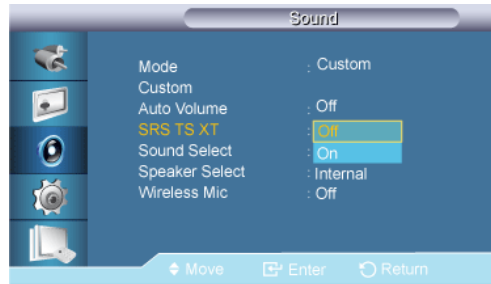 Sound
Mode : Custom
Custom
Auto Volume : Off
SRS TS XT : Off
Sound Select : On
Speaker Select : Internal
Wireless Mic : Off
Move Enter Return